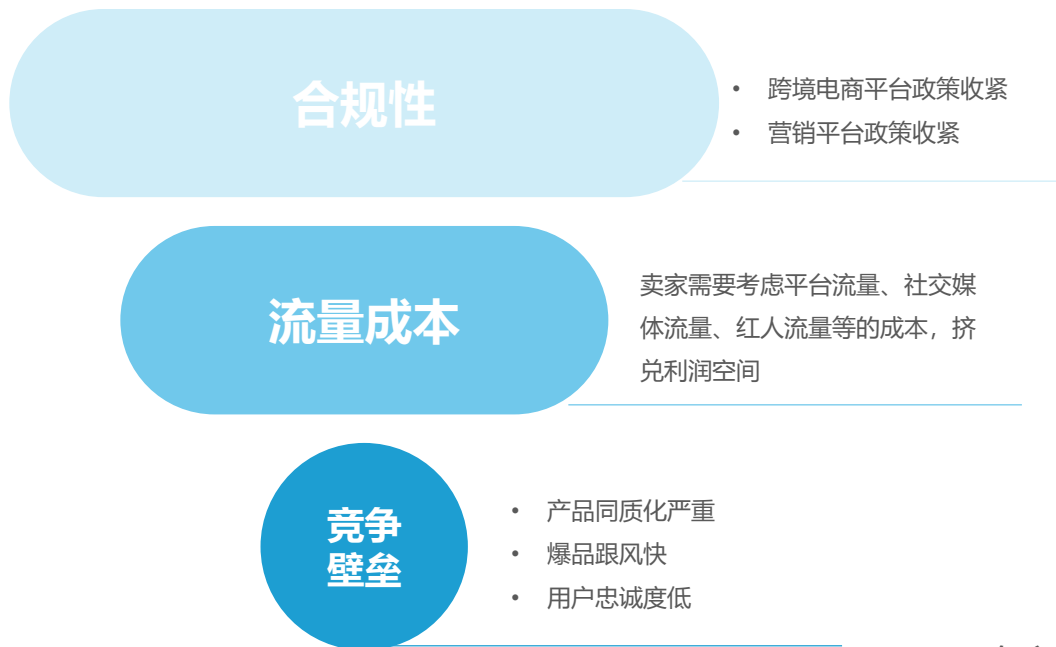 合规性
• 跨境电商平台政策收紧
• 营销平台政策收紧
流量成本
卖家需要考虑平台流量、社交媒
体流量、红人流量等的成本，挤
兑利润空间
竞争
壁垒
• 产品同质化严重
• 爆品跟风快
• 用户忠诚度低